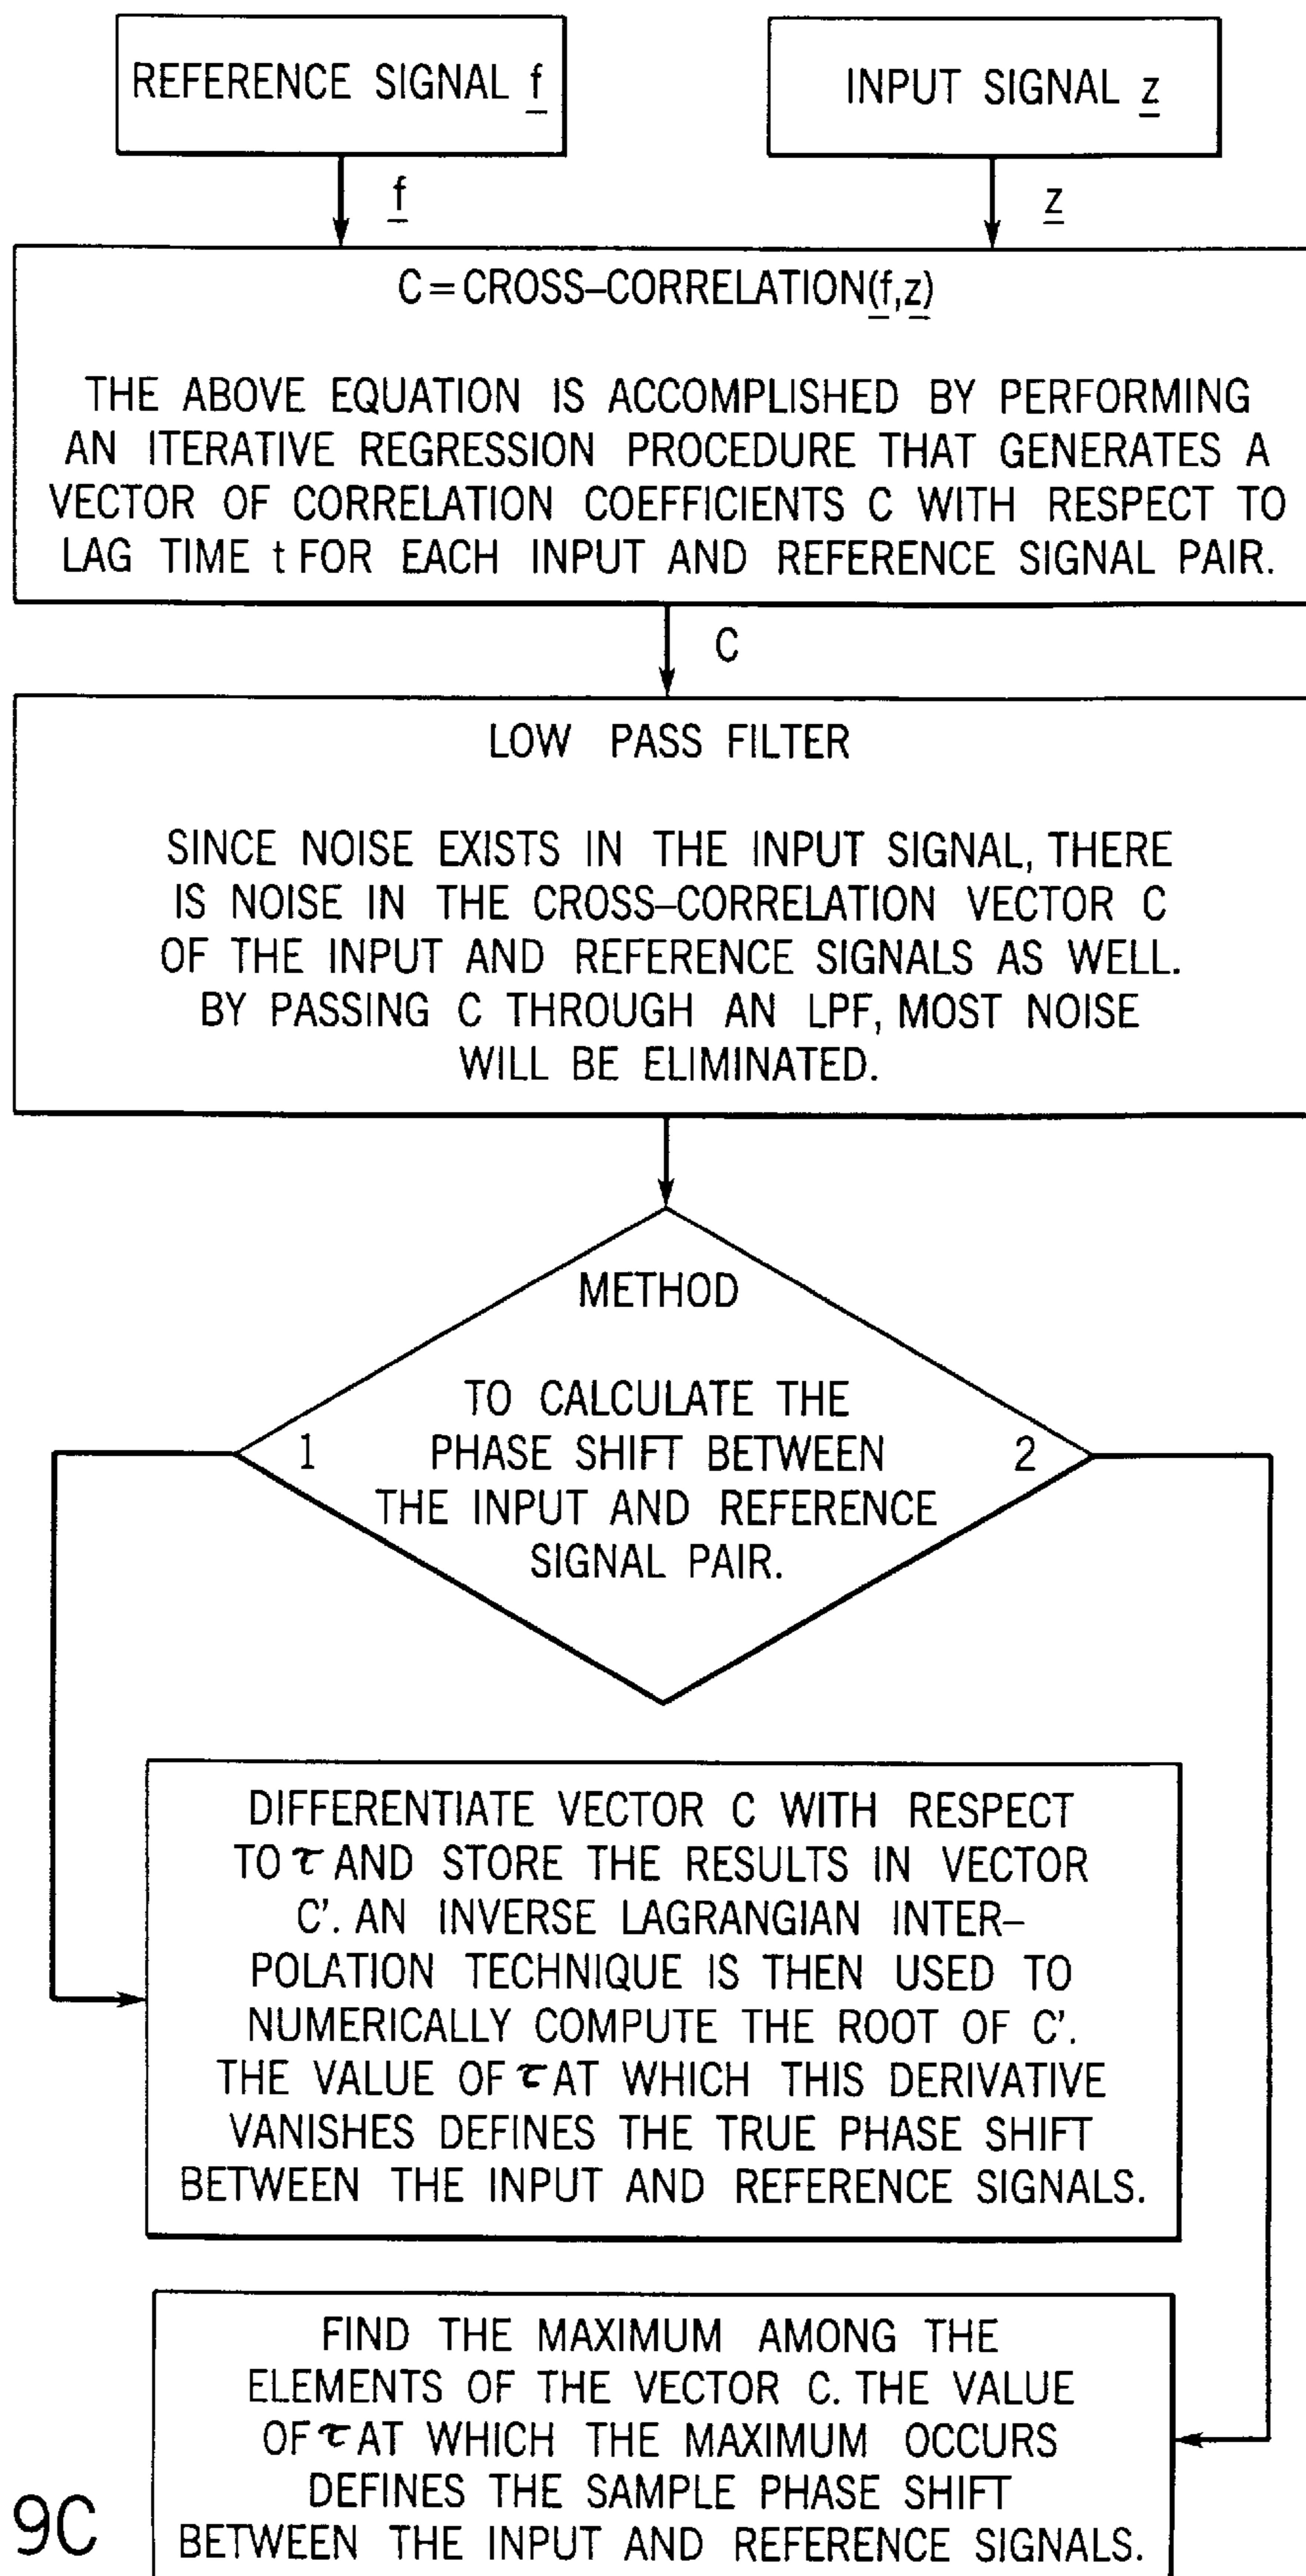 REFERENCE SIGNAL f
INPUT SIGNAL z
f
z
C=CROSS–CORRELATION(f,z)
THE ABOVE EQUATION IS ACCOMPLISHED BY PERFORMING
AN ITERATIVE REGRESSION PROCEDURE THAT GENERATES A
VECTOR OF CORRELATION COEFFICIENTS C WITH RESPECT TO
LAG TIME t FOR EACH INPUT AND REFERENCE SIGNAL PAIR.
C
LOW PASS FILTER
SINCE NOISE EXISTS IN THE INPUT SIGNAL, THERE
IS NOISE IN THE CROSS–CORRELATION VECTOR C
OF THE INPUT AND REFERENCE SIGNALS AS WELL.
BY PASSING C THROUGH AN LPF, MOST NOISE
WILL BE ELIMINATED.
METHOD
TO CALCULATE THE
1 PHASE SHIFT BETWEEN 2
THE INPUT AND REFERENCE
SIGNAL PAIR.
DIFFERENTIATE VECTOR C WITH RESPECT
TO τ AND STORE THE RESULTS IN VECTOR
C'. AN INVERSE LAGRANGIAN INTER–
POLATION TECHNIQUE IS THEN USED TO
NUMERICALLY COMPUTE THE ROOT OF C'.
THE VALUE OF τ AT WHICH THIS DERIVATIVE
VANISHES DEFINES THE TRUE PHASE SHIFT
BETWEEN THE INPUT AND REFERENCE SIGNALS.
FIND THE MAXIMUM AMONG THE
ELEMENTS OF THE VECTOR C. THE VALUE
OF τ AT WHICH THE MAXIMUM OCCURS
DEFINES THE SAMPLE PHASE SHIFT
BETWEEN THE INPUT AND REFERENCE SIGNALS.
9C